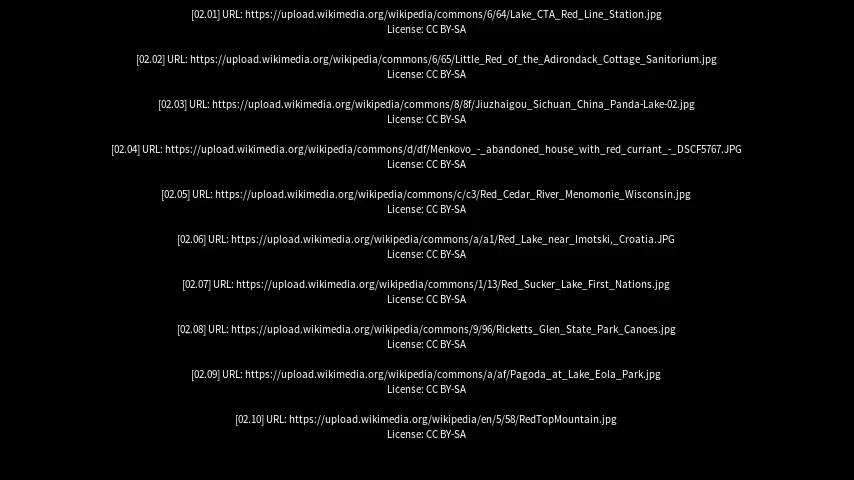 [02.01] URL: https://upload.wikimedia.org/wikipedia/commons/6/64/Lake_CTA_Red_Line_Station.jpg
License: CC BY-SA
[02.02] URL: https://upload.wikimedia.org/wikipedia/commons/6/65/Little_Red_of_the_Adirondack_Cottage_Sanitorium.jpg
License: CC BY-SA
[02.03] URL: https://upload.wikimedia.org/wikipedia/commons/8/8f/Jiuzhaigou_Sichuan_China_Panda-Lake-02.jpg
License: CC BY-SA
[02.04] URL: https://upload.wikimedia.org/wikipedia/commons/d/df/Menkovo_-_abandoned_house_with_red_currant_-_DSCF5767.JPG
License: CC BY-SA
[02.05] URL: https://upload.wikimedia.org/wikipedia/commons/c/c3/Red_Cedar_River_Menomonie_Wisconsin.jpg
License: CC BY-SA
[02.06] URL: https://upload.wikimedia.org/wikipedia/commons/a/a1/Red_Lake_near_Imotski,_Croatia.JPG
License: CC BY-SA
[02.07] URL: https://upload.wikimedia.org/wikipedia/commons/1/13/Red_Sucker_Lake_First_Nations.jpg
License: CC BY-SA
[02.08] URL: https://upload.wikimedia.org/wikipedia/commons/9/96/Ricketts_Glen_State_Park_Canoes.jpg
License: CC BY-SA
[02.09] URL: https://upload.wikimedia.org/wikipedia/commons/a/af/Pagoda_at_Lake_Eola_Park.jpg
License: CC BY-SA
[02.10] URL: https://upload.wikimedia.org/wikipedia/en/5/58/RedTopMountain.jpg
License: CC BY-SA